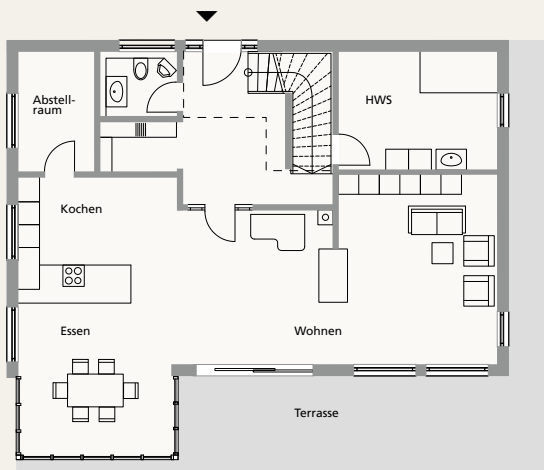 Abstell-
raum
HWS
Kochen
Essen
Wohnen
Terrasse